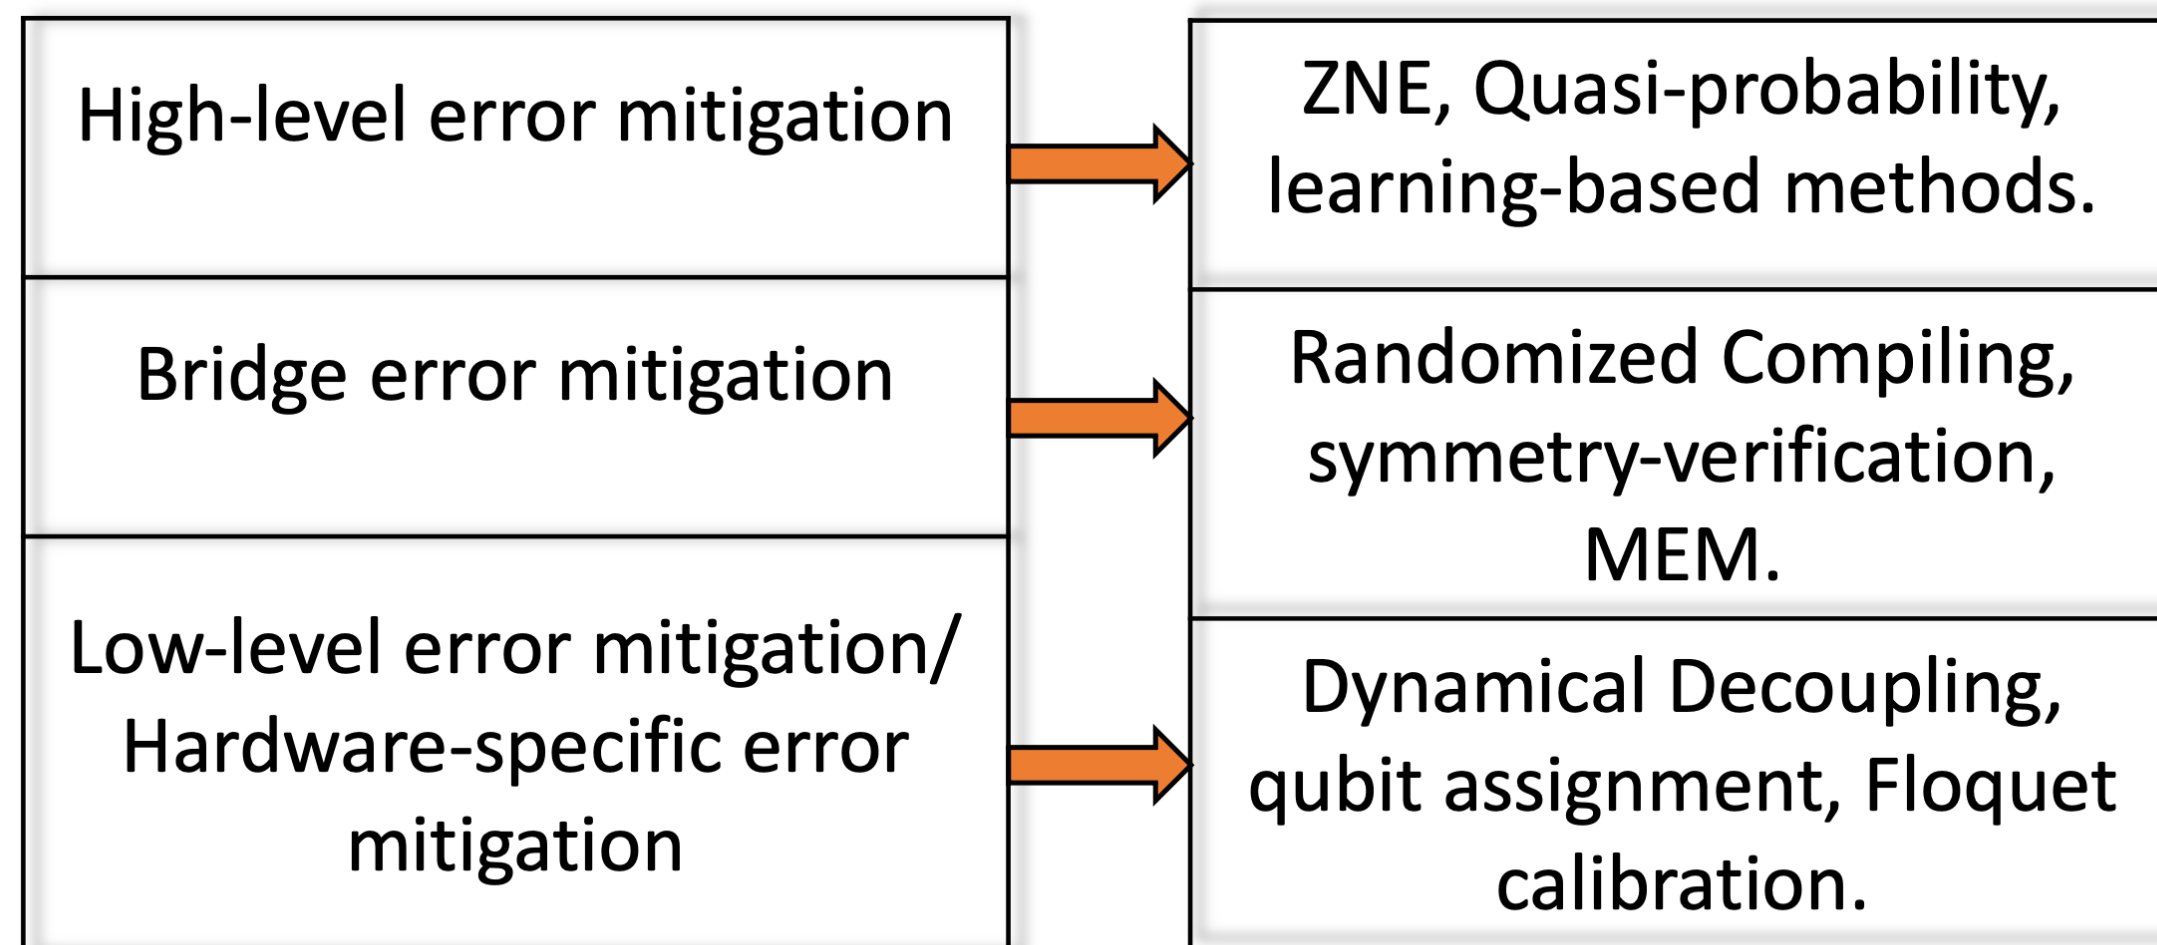 High-level error mitigation
ZNE, Quasi-probability,
learning-based methods.
Bridge error mitigation
Randomized Compiling,
symmetry-verification,
MEM.
Low-level error mitigation/
Hardware-specific error
mitigation
Dynamical Decoupling,
qubit assignment, Floquet
calibration.